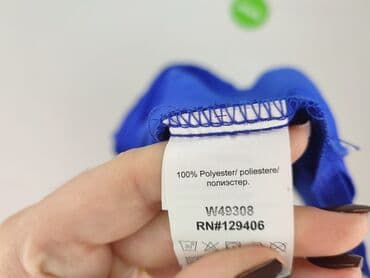 100% Polyester/ poliestere/
полиэстер.
W49308
RN#129406